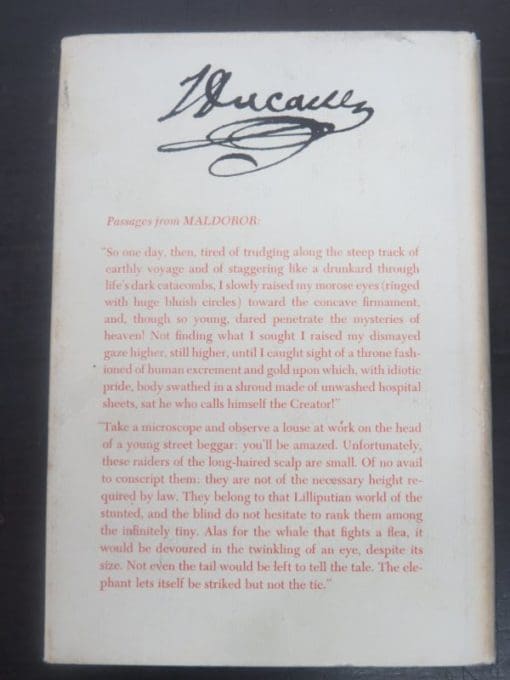 JDucasse
Passages from MALDOROR:
"So one day, then, tired of trudging along the steep track of
earthly voyage and of staggering like a drunkard through
life's dark catacombs, I slowly raised my morose eyes (ringed
with huge bluish circles) toward the concave firmament,
and, though so young, dared penetrate the mysteries of
heaven! Not finding what I sought I raised my dismayed
gaze higher, still higher, until I caught sight of a throne fash-
ioned of human excrement and gold upon which, with idiotic
pride, body swathed in a shroud made of unwashed hospital
sheets, sat he who calls himself the Creator!"
"Take a microscope and observe a louse at work on the head
of a young street beggar: you'll be amazed. Unfortunately,
these raiders of the long-haired scalp are small. Of no avail
to conscript them: they are not of the necessary height re-
quired by law. They belong to that Lilliputian world of the
stunted, and the blind do not hesitate to rank them among
the infinitely tiny. Alas for the whale that fights a flea, it
would be devoured in the twinkling of an eye, despite its
size. Not even the tail would be left to tell the tale. The ele-
phant lets itself be striked but not the tic."